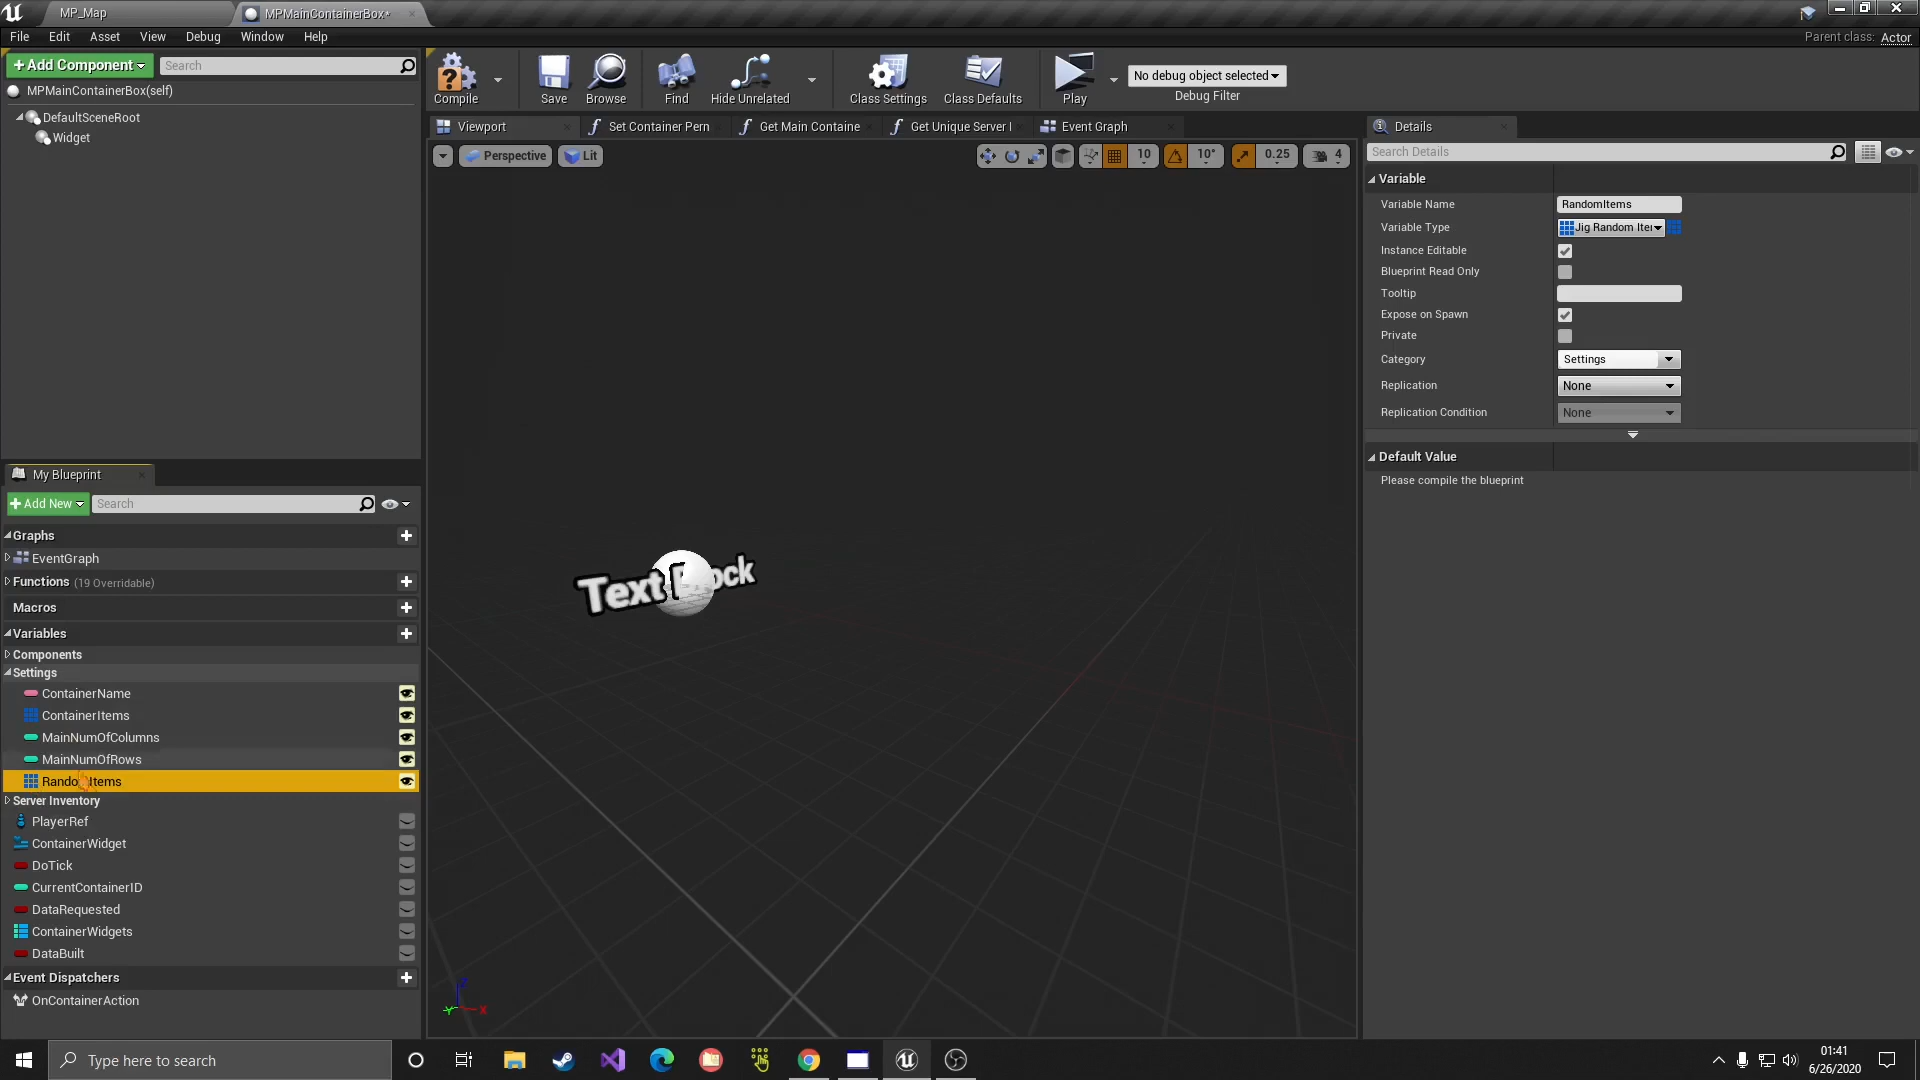 MP_Map
MPMainContainerBox*
File Edit Asset View Debug Window Help
Parent class: Actor
+ Add Component
Search
MPMainContainerBox(self)
DefaultSceneRoot
Widget
Compile
Save
Browse
Find
Hide Unrelated
Class Settings
Class Defaults
Play
No debug object selected
Debug Filter
Viewport
Set Container Perm
Get Main Containe
Get Unique Server I
Event Graph
Perspective
Lit
10
10°
0.25
4
Details
Search Details
Variable
Variable Name RandomItems
Variable Type Jig Random Iter
Instance Editable
Blueprint Read Only
Tooltip
Expose on Spawn
Private
Category Settings
Replication None
Replication Condition None
Default Value
Please compile the blueprint
My Blueprint
+ Add New
Search
Graphs
EventGraph
Functions (19 Overridable)
Macros
Variables
Components
Settings
ContainerName
ContainerItems
MainNumOfColumns
MainNumOfRows
RandomItems
Server Inventory
PlayerRef
ContainerWidget
DoTick
CurrentContainerID
DataRequested
ContainerWidgets
DataBuilt
Event Dispatchers
OnContainerAction
Text Block
X
Type here to search
01:41
6/26/2020